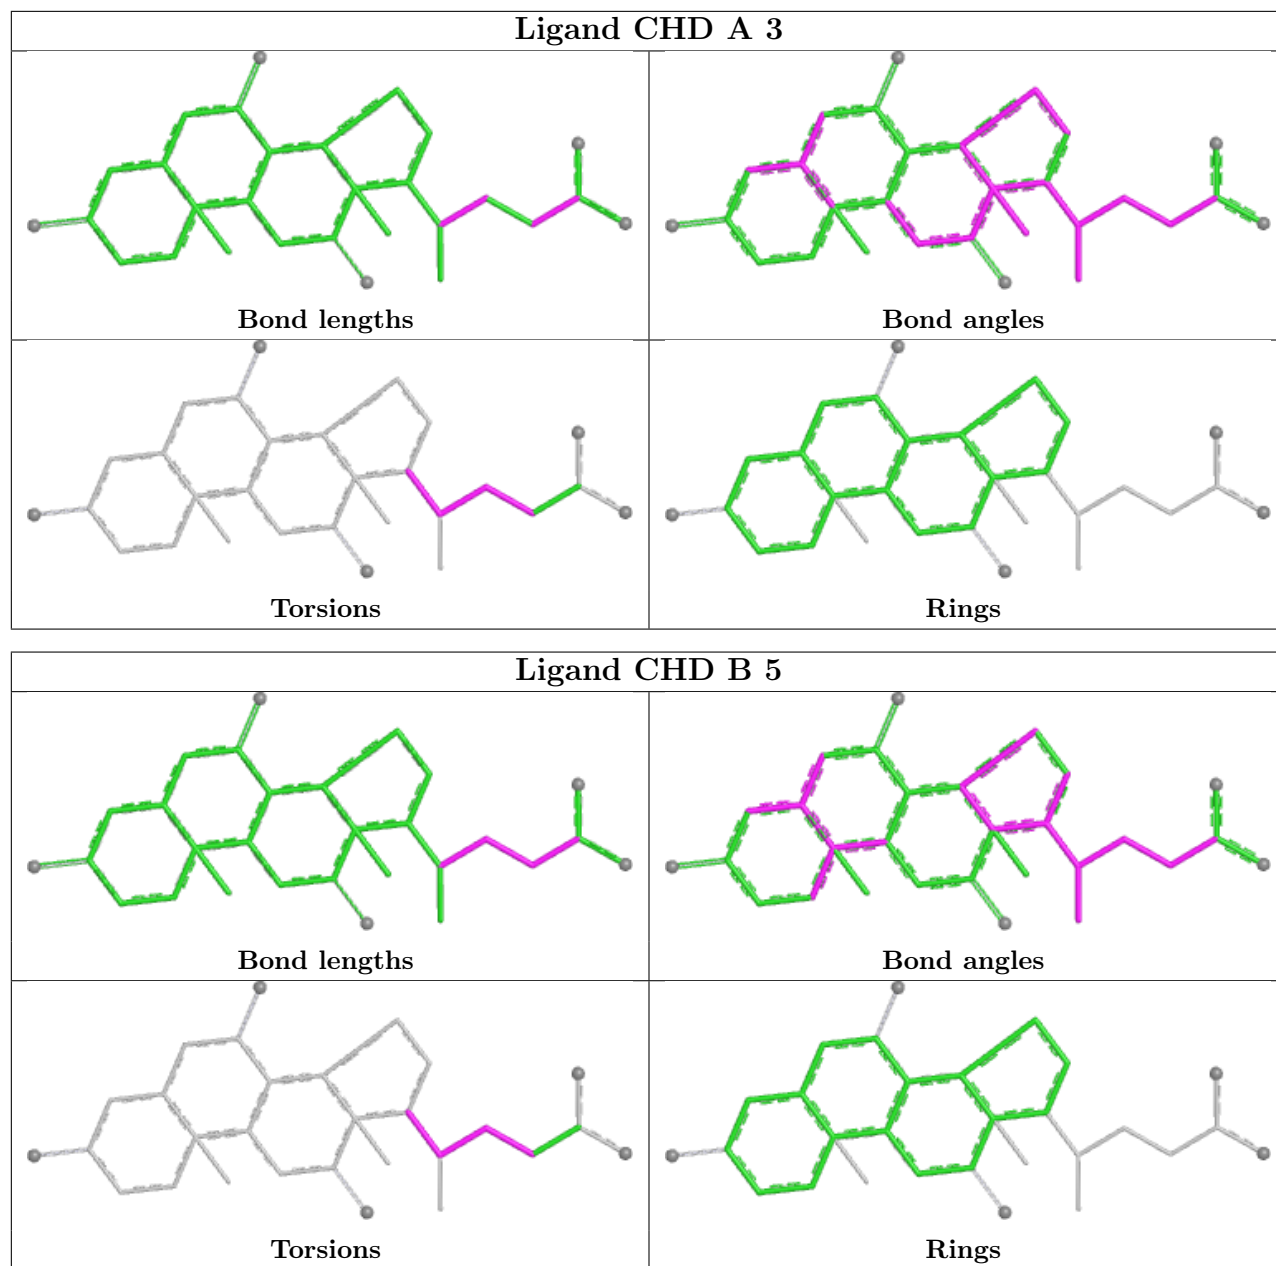 Ligand CHD A 3
Bond lengths
Bond angles
Torsions
Rings
Ligand CHD B 5
Bond lengths
Bond angles
Torsions
Rings